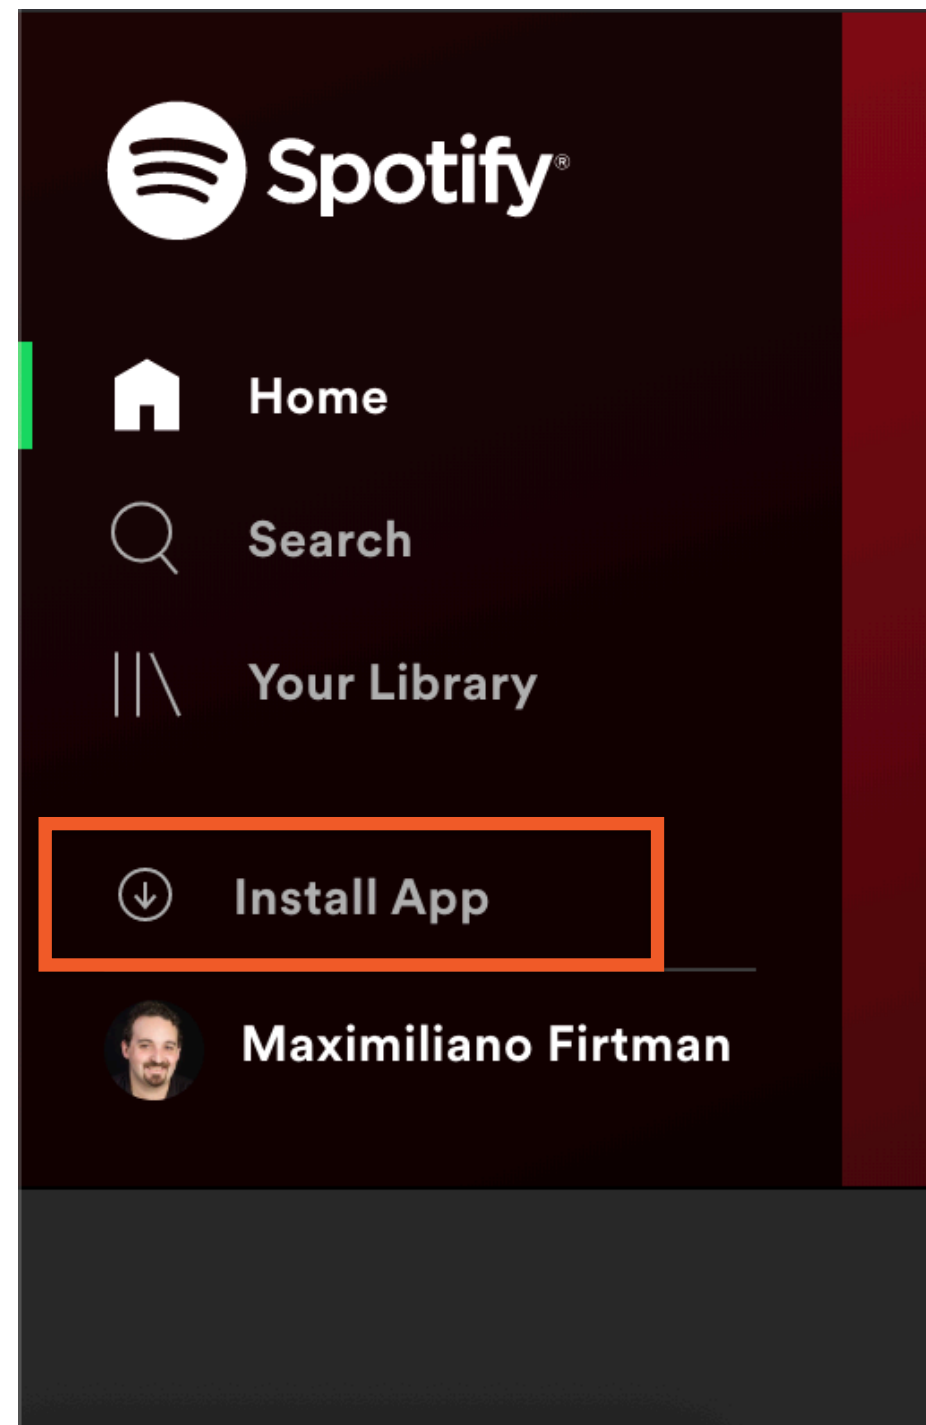 Spotify®
Home
Search
Your Library
Install App
Maximiliano Firtman